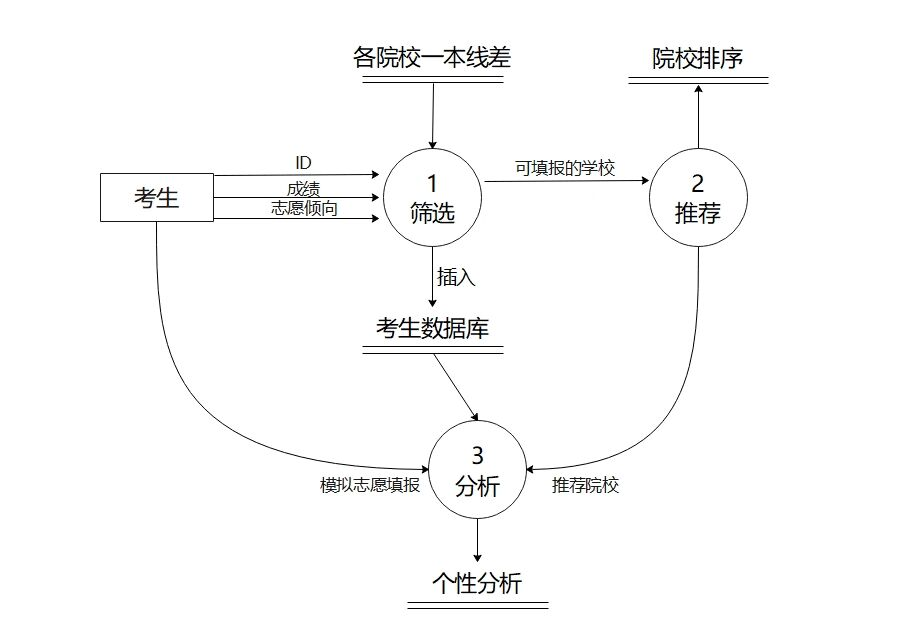 各院校一本线差
院校排序
ID
成绩
志愿倾向
考生
1
筛选
可填报的学校
2
推荐
插入
考生数据库
3
分析
模拟志愿填报
推荐院校
个性分析